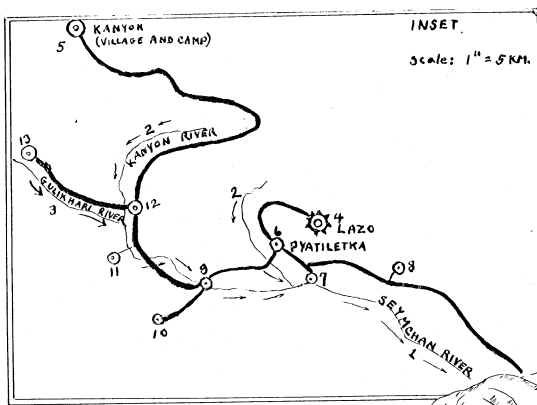 INSET
Scale: 1" = 5 KM.
KANYON
(VILLAGE AND CAMP)
5
2
KANYON RIVER
13
GULIKHARI RIVER
3
12
2
4
LAZO
6
PYATILETKA
11
9
7
8
10
SEYMCHAN RIVER
1